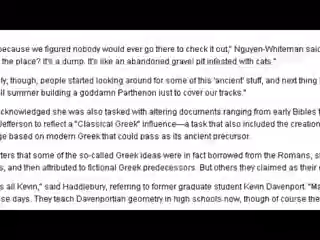 because we figured nobody would ever go there to check it out," Nguyen-Whiteman said
the place? It's a dump. It's like an abandoned gravel pit infested with cats."
ly; though, people started looking around for some of this 'ancient' stuff, and next thing
ll summer building a goddamn Parthenon just to cover our tracks."
cknowledged she was also tasked with altering documents ranging from early Bibles
Jefferson to reflect a "Classical Greek" influence—a task that also included the creation
ge based on modern Greek that could pass as its ancient precursor.
rters that some of the so-called Greek ideas were in fact borrowed from the Romans, st
s, and then attributed to fictional Greek predecessors. But others they claimed as their
s all Kevin," said Haddlebury, referring to former graduate student Kevin Davenport. "Ma
se days. They teach Davenportian geometry in high schools now, though of course the